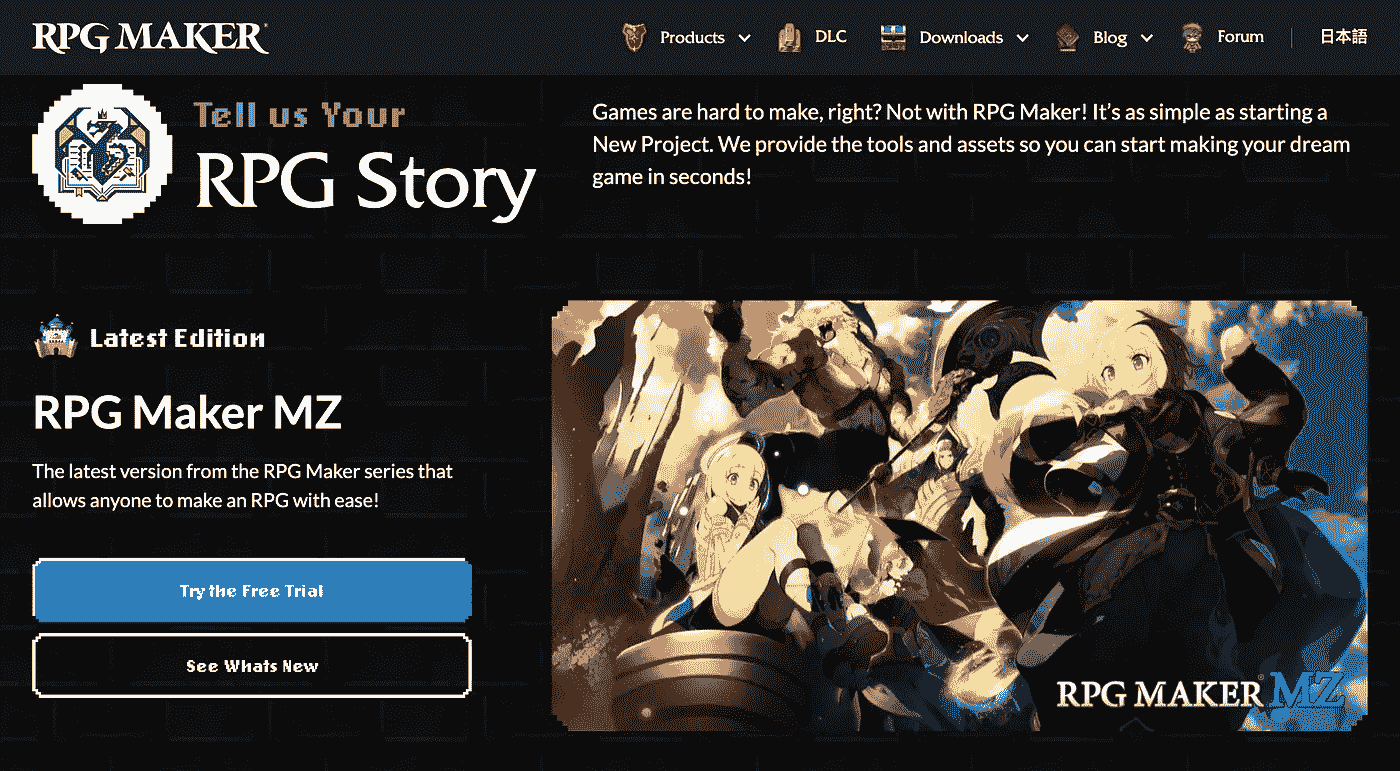 RPG MAKER®
Products
DLC
Downloads
Blog
Forum
日本語
Tell us Your
RPG Story
Games are hard to make, right? Not with RPG Maker! It's as simple as starting a
New Project. We provide the tools and assets so you can start making your dream
game in seconds!
Latest Edition
RPG Maker MZ
The latest version from the RPG Maker series that
allows anyone to make an RPG with ease!
Try the Free Trial
See Whats New
RPG MAKER® MZ